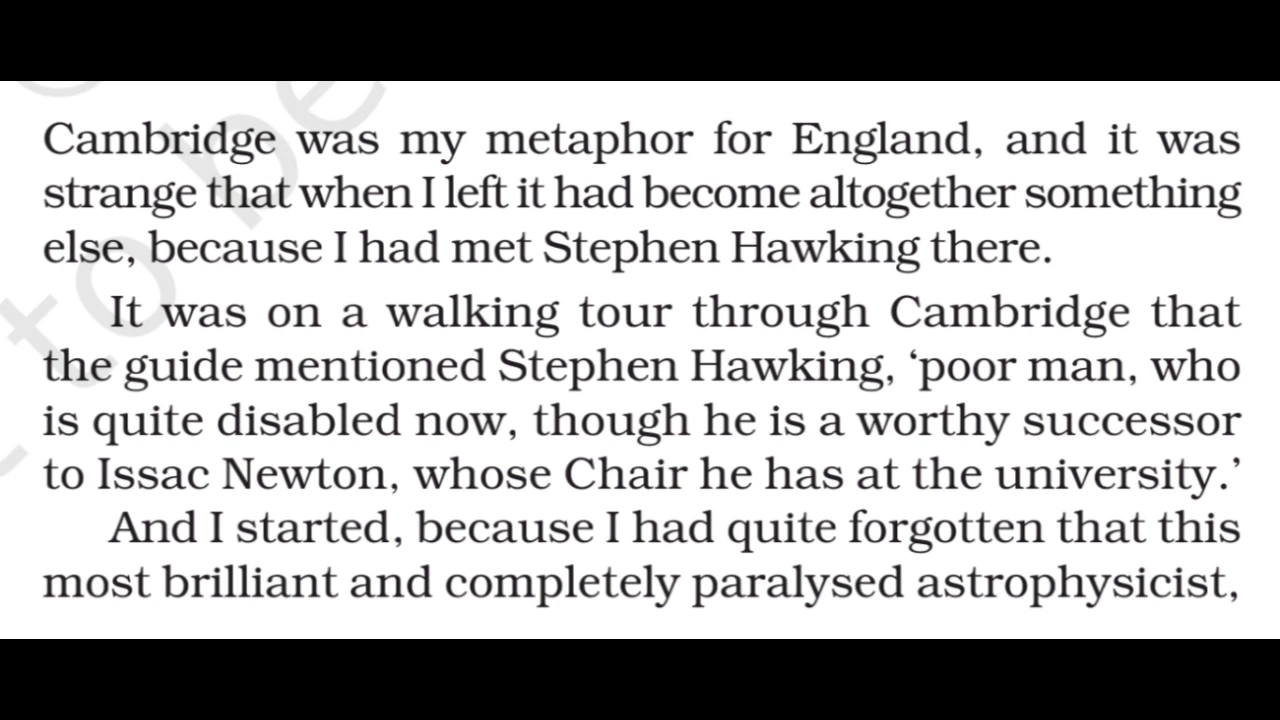 Cambridge was my metaphor for England, and it was
strange that when I left it had become altogether something
else, because I had met Stephen Hawking there.
It was on a walking tour through Cambridge that
the guide mentioned Stephen Hawking, ‘poor man, who
is quite disabled now, though he is a worthy successor
to Issac Newton, whose Chair he has at the university.’
And I started, because I had quite forgotten that this
most brilliant and completely paralysed astrophysicist,
to be